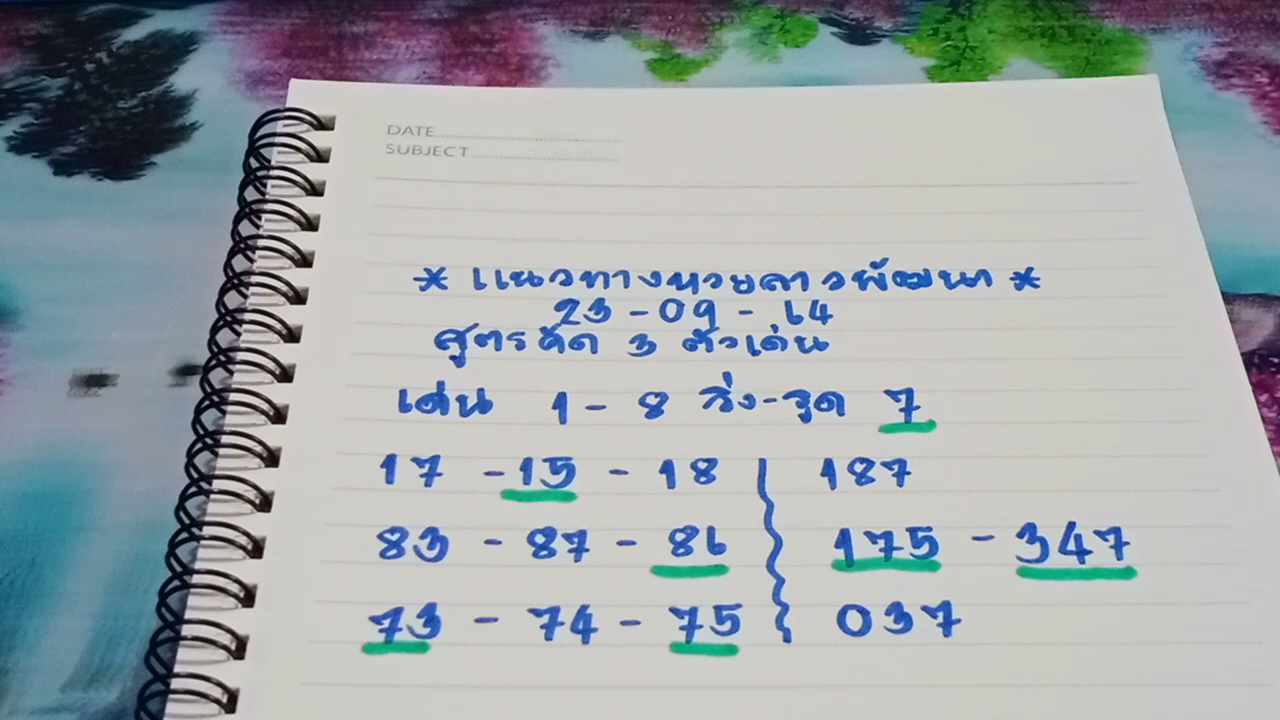 DATE
SUBJECT
* แนวทางหวยลาวพัฒนา *
23 - 09 - 64
สูตรคัด 3 ตัวเด่น
เด่น 1 - 8 วิ่ง-รูด 7
17 - 15 - 18 187
83 - 87 - 86 175 - 347
73 - 74 - 75 037